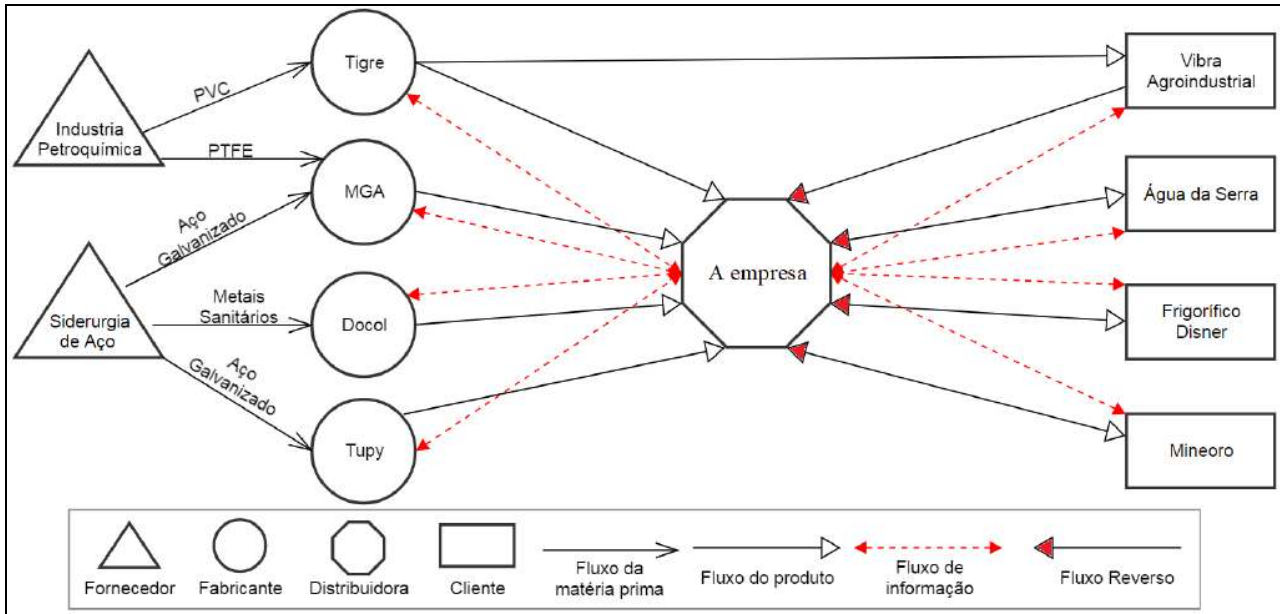 Industria
Petroquímica
PVC
PTFE
Siderurgia
de Aço
Aço
Galvanizado
Metais
Sanitários
Aço
Galvanizado
Tigre
MGA
Docol
Tupy
A empresa
Vibra
Agroindustrial
Água da Serra
Frigorífico
Disner
Mineoro
Fornecedor
Fabricante
Distribuidora
Cliente
Fluxo da
matéria prima
Fluxo do produto
Fluxo de
informação
Fluxo Reverso